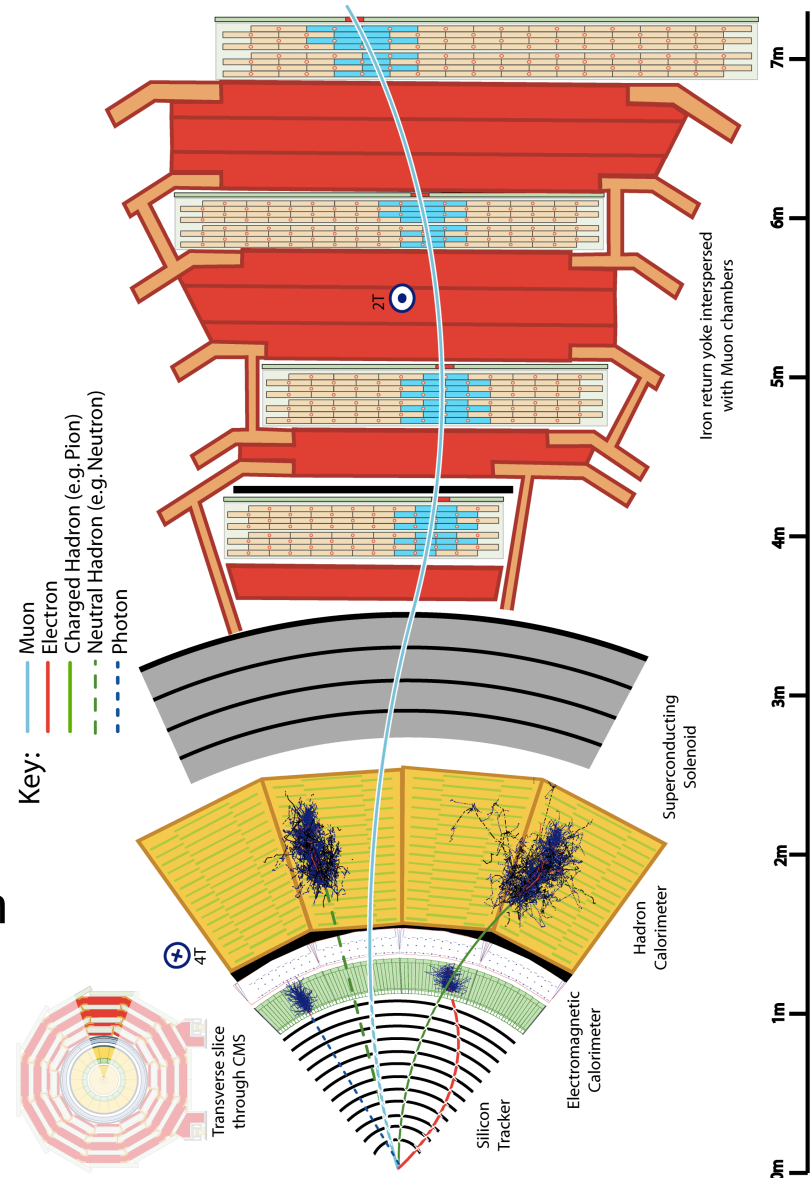 Key:
Muon
Electron
Charged Hadron (e.g. Pion)
Neutral Hadron (e.g. Neutron)
Photon
Transverse slice
through CMS
4T
2T
Silicon
Tracker
Electromagnetic
Calorimeter
Hadron
Calorimeter
Superconducting
Solenoid
Iron return yoke interspersed
with Muon chambers
0m
1m
2m
3m
4m
5m
6m
7m